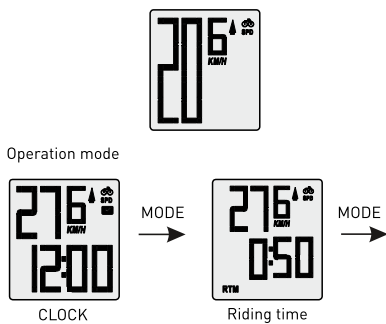 20 6
SPD
KM/H
Operation mode
27 6
SPD
KM/H
12:00
MODE
27 6
SPD
KM/H
0:50
RTM
MODE
CLOCK
Riding time